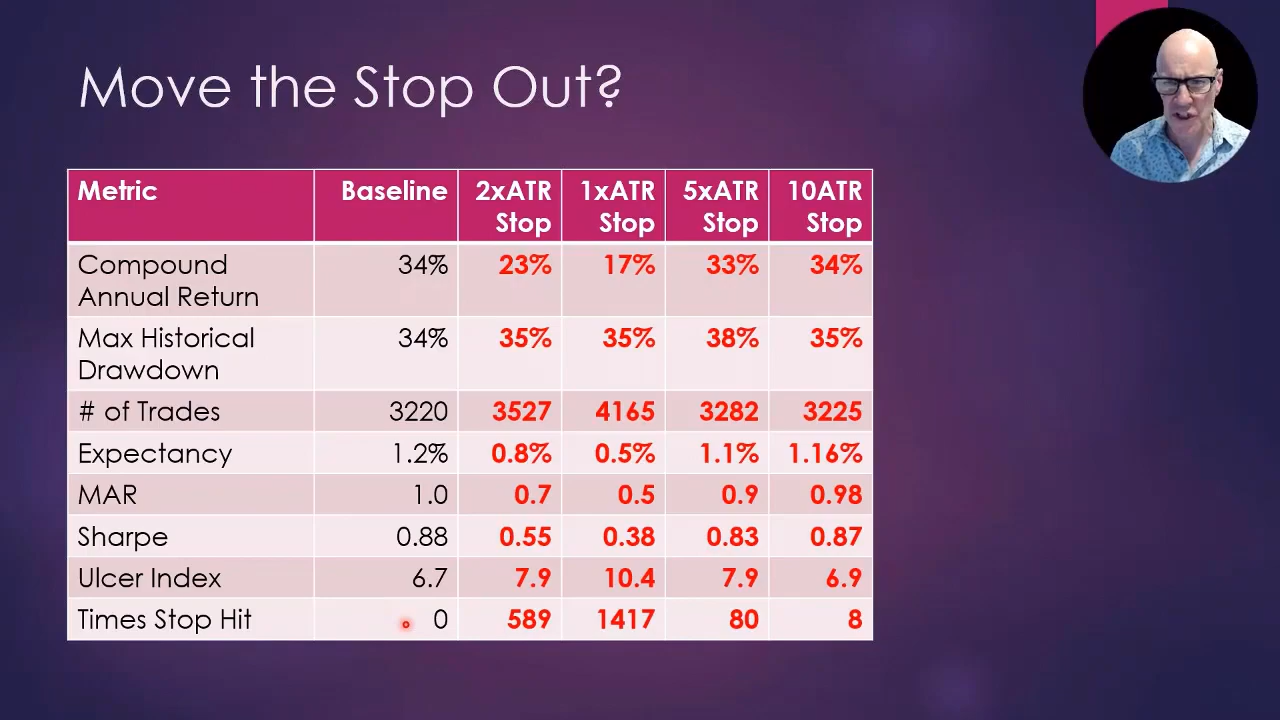 Move the Stop Out?
Metric Baseline 2xATR Stop 1xATR Stop 5xATR Stop 10ATR Stop
Compound Annual Return 34% 23% 17% 33% 34%
Max Historical Drawdown 34% 35% 35% 38% 35%
# of Trades 3220 3527 4165 3282 3225
Expectancy 1.2% 0.8% 0.5% 1.1% 1.16%
MAR 1.0 0.7 0.5 0.9 0.98
Sharpe 0.88 0.55 0.38 0.83 0.87
Ulcer Index 6.7 7.9 10.4 7.9 6.9
Times Stop Hit 0 589 1417 80 8